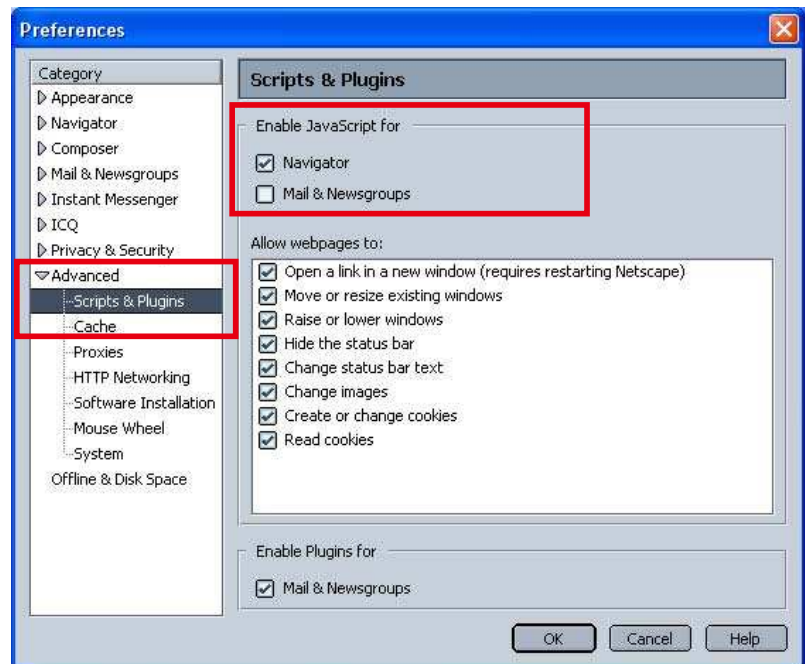 Preferences
Category
Appearance
Navigator
Composer
Mail & Newsgroups
Instant Messenger
ICQ
Privacy & Security
Advanced
Scripts & Plugins
Cache
Proxies
HTTP Networking
Software Installation
Mouse Wheel
System
Offline & Disk Space
Scripts & Plugins
Enable JavaScript for
Navigator
Mail & Newsgroups
Allow webpages to:
Open a link in a new window (requires restarting Netscape)
Move or resize existing windows
Raise or lower windows
Hide the status bar
Change status bar text
Change images
Create or change cookies
Read cookies
Enable Plugins for
Mail & Newsgroups
OK
Cancel
Help